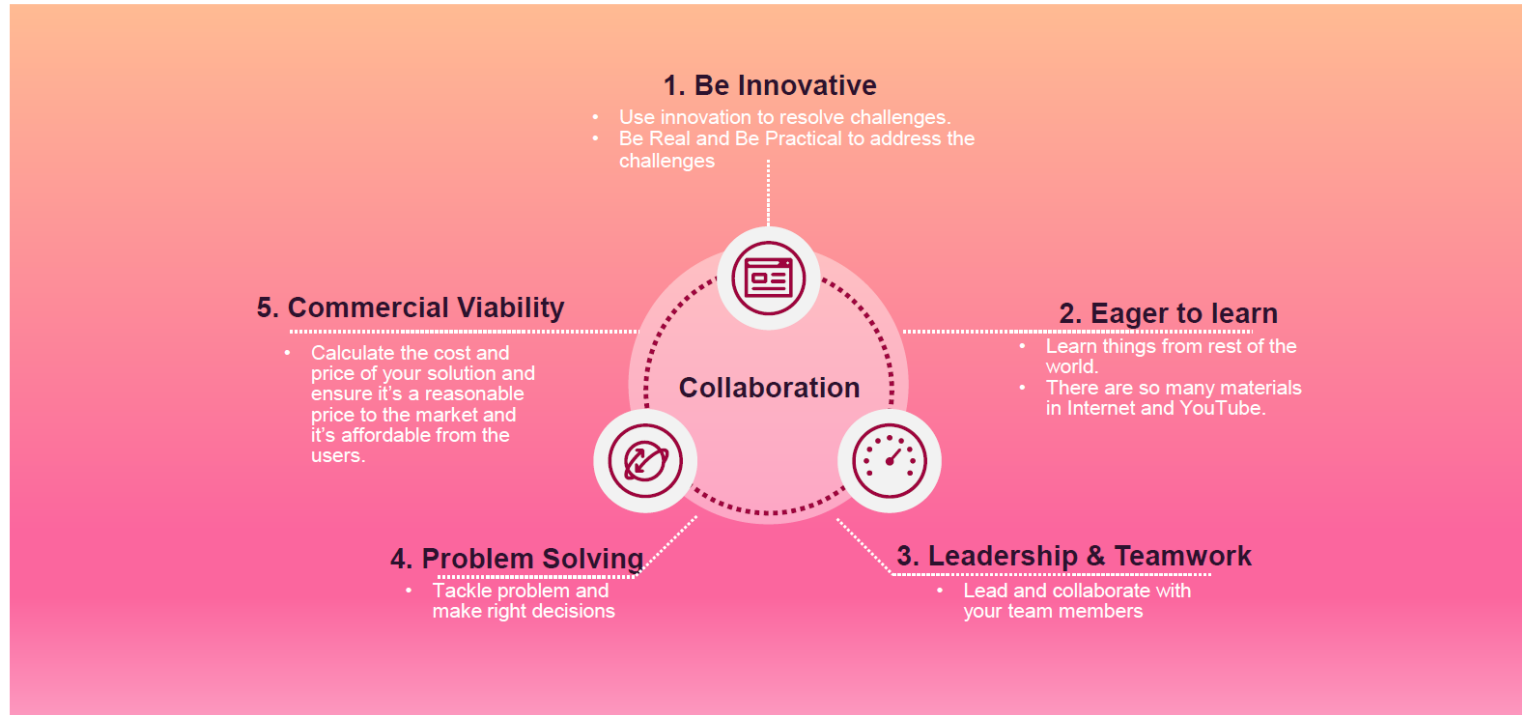 1. Be Innovative
• Use innovation to resolve challenges.
• Be Real and Be Practical to address the
challenges
5. Commercial Viability
• Calculate the cost and
price of your solution and
ensure it's a reasonable
price to the market and
it's affordable from the
users.
Collaboration
2. Eager to learn
• Learn things from rest of the
world.
• There are so many materials
in Internet and YouTube.
4. Problem Solving
• Tackle problem and
make right decisions
3. Leadership & Teamwork
• Lead and collaborate with
your team members